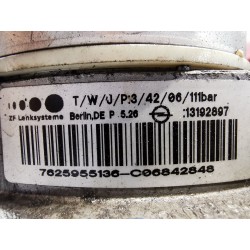 T/W/J/P:3/42/06/111bar
ZF Lenksysteme Berlin,DE P 5.26 13192897
7625955136-C06842848